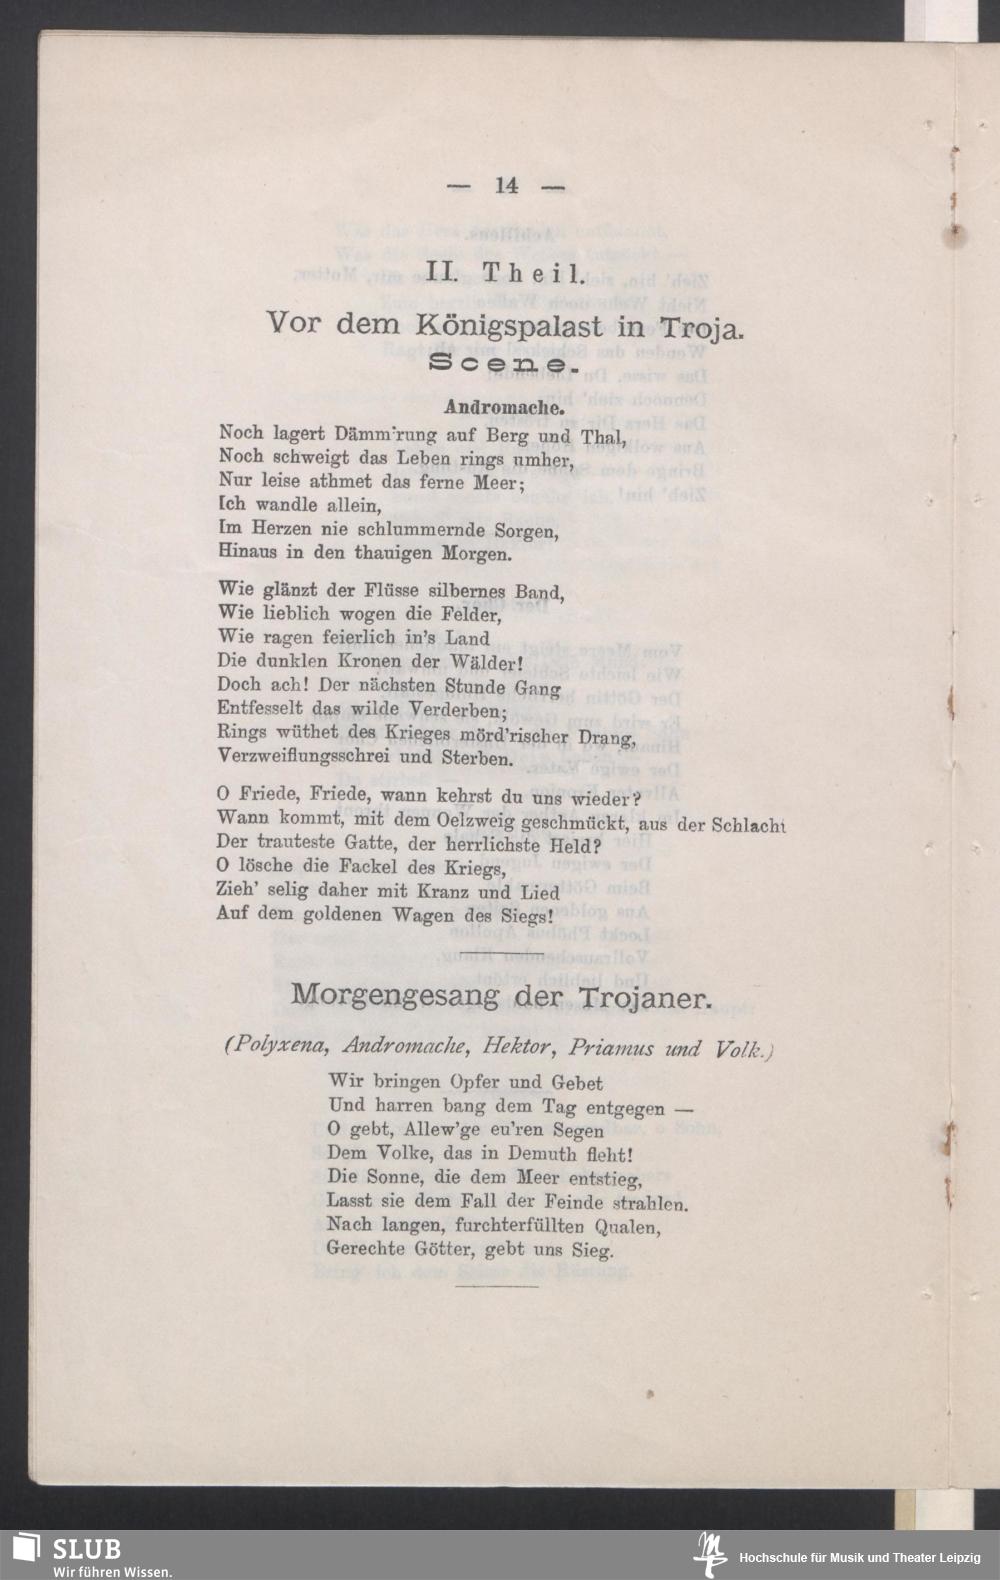 — 14 —
II. Theil.
Vor dem Königspalast in Troja.
Scene.
Andromache.
Noch lagert Dämm'rung auf Berg und Thal,
Noch schweigt das Leben rings umher,
Nur leise athmet das ferne Meer;
Ich wandle allein,
Im Herzen nie schlummernde Sorgen,
Hinaus in den thauigen Morgen.
Wie glänzt der Flüsse silbernes Band,
Wie lieblich wogen die Felder,
Wie ragen feierlich in's Land
Die dunklen Kronen der Wälder!
Doch ach! Der nächsten Stunde Gang
Entfesselt das wilde Verderben;
Rings wüthet des Krieges mörd'rischer Drang,
Verzweiflungsschrei und Sterben.
O Friede, Friede, wann kehrst du uns wieder?
Wann kommt, mit dem Oelzweig geschmückt, aus der Schlacht
Der trauteste Gatte, der herrlichste Held?
O lösche die Fackel des Kriegs,
Zieh' selig daher mit Kranz und Lied
Auf dem goldenen Wagen des Siegs!
Morgengesang der Trojaner.
(Polyxena, Andromache, Hektor, Priamus und Volk.)
Wir bringen Opfer und Gebet
Und harren bang dem Tag entgegen —
O gebt, Allew'ge eu'ren Segen
Dem Volke, das in Demuth fleht!
Die Sonne, die dem Meer entstieg,
Lasst sie dem Fall der Feinde strahlen.
Nach langen, furchterfüllten Qualen,
Gerechte Götter, gebt uns Sieg.
SLUB
Wir führen Wissen.
Hochschule für Musik und Theater Leipzig